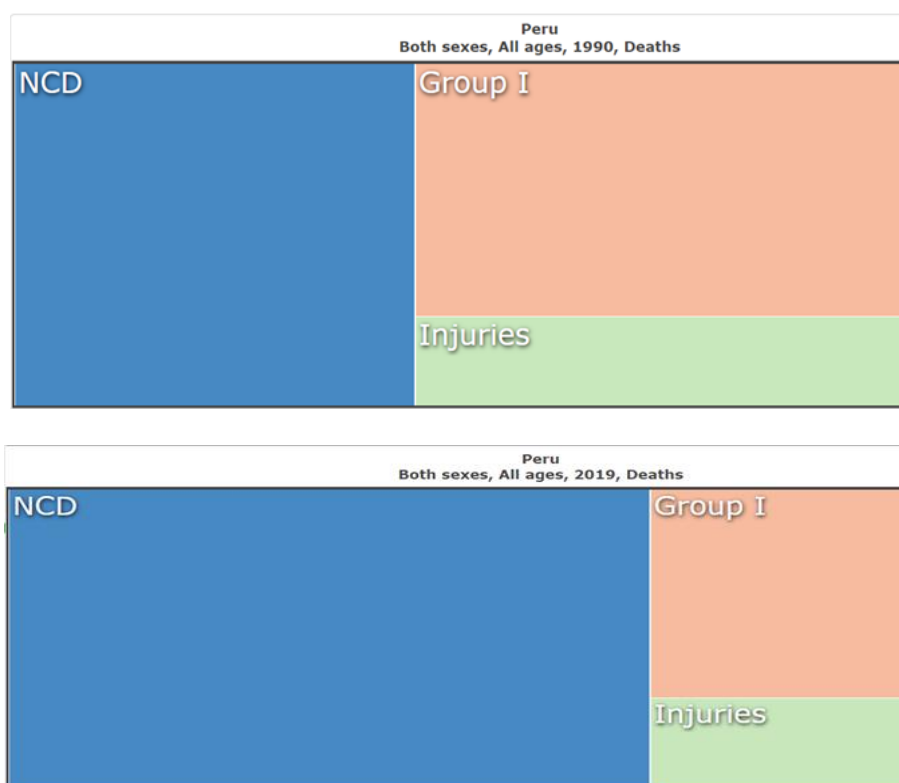 Peru
Both sexes, All ages, 1990, Deaths
NCD
Group I
Injuries
Peru
Both sexes, All ages, 2019, Deaths
NCD
Group I
Injuries